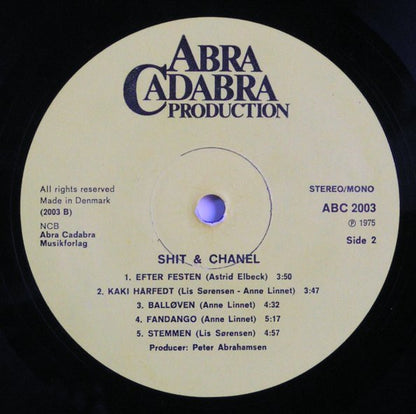 ABRA
CADABRA
PRODUCTION
All rights reserved
Made in Denmark
(2003 B)
NCB
Abra Cadabra
Musikforlag
STEREO/MONO
ABC 2003
Ⓟ 1975
Side 2
SHIT & CHANEL
1. EFTER FESTEN (Astrid Elbeck) 3:50
2. KAKI HARFEDT (Lis Sørensen - Anne Linnet) 3:47
3. BALLØVEN (Anne Linnet) 4:32
4. FANDANGO (Anne Linnet) 5:17
5. STEMMEN (Lis Sørensen) 4:57
Producer: Peter Abrahamsen